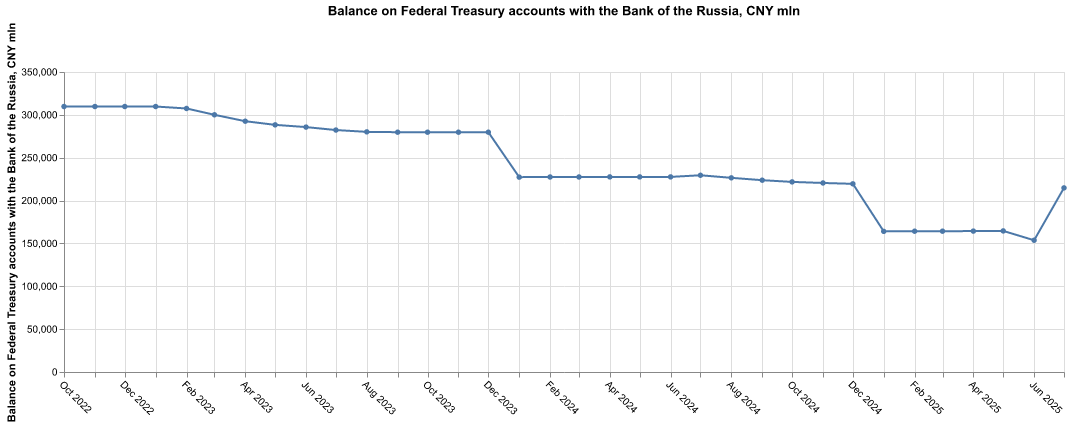 Balance on Federal Treasury accounts with the Bank of the Russia, CNY mln
Balance on Federal Treasury accounts with the Bank of the Russia, CNY mln
350,000
300,000
250,000
200,000
150,000
100,000
50,000
0
Oct 2022
Dec 2022
Feb 2023
Apr 2023
Jun 2023
Aug 2023
Oct 2023
Dec 2023
Feb 2024
Apr 2024
Jun 2024
Aug 2024
Oct 2024
Dec 2024
Feb 2025
Apr 2025
Jun 2025